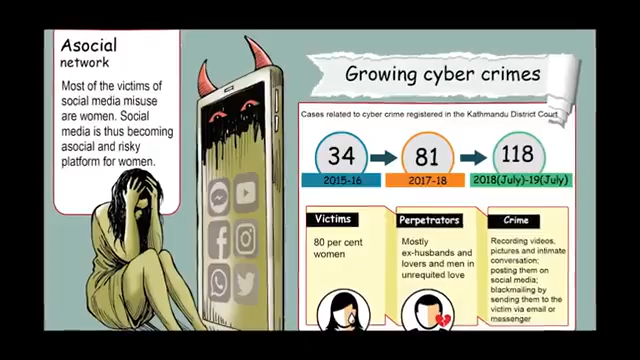 Asocial
network
Most of the victims of
social media misuse
are women. Social
media is thus becoming
asocial and risky
platform for women.
Growing cyber crimes
Cases related to cyber crime registered in the Kathmandu District Court
34
2015-16
81
2017-18
118
2018(July)-19(July)
Victims
80 per cent
women
Perpetrators
Mostly
ex-husbands and
lovers and men in
unrequited love
Crime
Recording videos,
pictures and intimate
conversation;
posting them on
social media;
blackmailing by
sending them to the
victim via email or
messenger